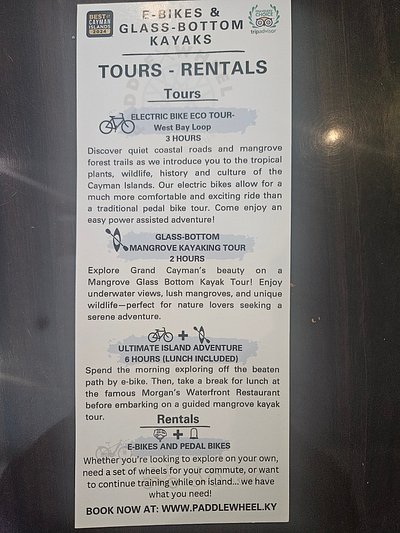 BEST OF
CAYMAN
ISLANDS
2024
E-BIKES &
GLASS-BOTTOM
KAYAKS
tripadvisor
TOURS - RENTALS
Tours
ELECTRIC BIKE ECO TOUR-
West Bay Loop
3 HOURS
Discover quiet coastal roads and mangrove
forest trails as we introduce you to the tropical
plants, wildlife, history and culture of the
Cayman Islands. Our electric bikes allow for a
much more comfortable and exciting ride than
a traditional pedal bike tour. Come enjoy an
easy power assisted adventure!
GLASS-BOTTOM
MANGROVE KAYAKING TOUR
2 HOURS
Explore Grand Cayman's beauty on a
Mangrove Glass Bottom Kayak Tour! Enjoy
underwater views, lush mangroves, and unique
wildlife—perfect for nature lovers seeking a
serene adventure.
ULTIMATE ISLAND ADVENTURE
6 HOURS (LUNCH INCLUDED)
Spend the morning exploring off the beaten
path by e-bike. Then, take a break for lunch at
the famous Morgan's Waterfront Restaurant
before embarking on a guided mangrove kayak
tour.
Rentals
E-BIKES AND PEDAL BIKES
Whether you're looking to explore on your own,
need a set of wheels for your commute, or want
to continue training while on island... we have
what you need!
BOOK NOW AT: WWW.PADDLEWHEEL.KY